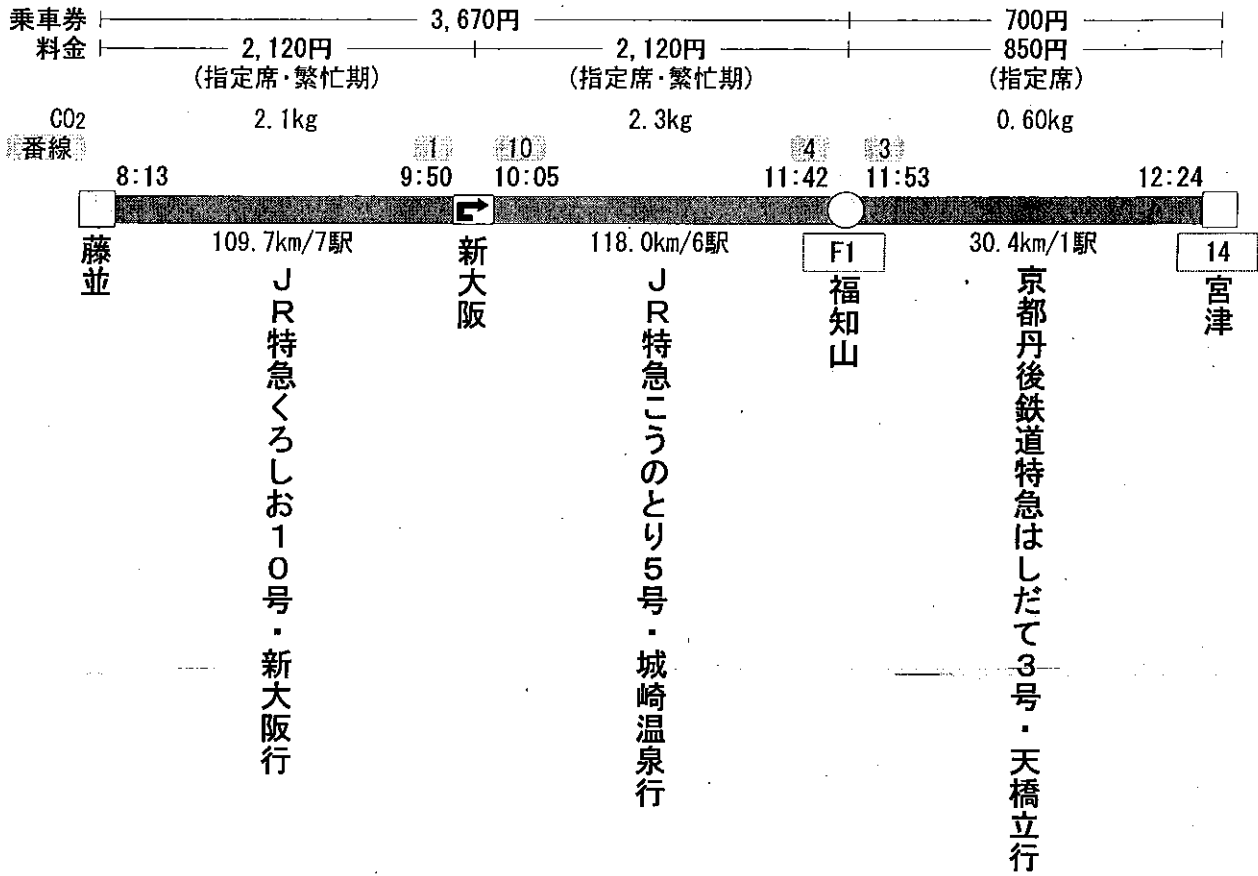 乗車券 3,670円 700円
料金 2,120円 2,120円 850円
(指定席・繁忙期) (指定席・繁忙期) (指定席)
CO2 2.1kg 2.3kg 0.60kg
番線 1 10 4 3
8:13 9:50 10:05 11:42 11:53 12:24
109.7km/7駅 118.0km/6駅 30.4km/1駅
F1 14
藤並
JR特急くろしお10号・新大阪行
新大阪
JR特急こうのとり5号・城崎温泉行
福知山
京都丹後鉄道特急はしだて3号・天橋立行
宮津